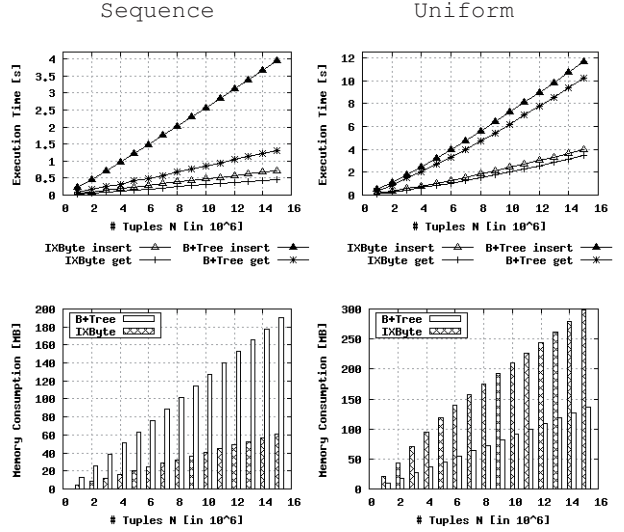 Sequence
Uniform
Execution Time [s]
4
3.5
3
2.5
2
1.5
1
0.5
0
0 2 4 6 8 10 12 14 16
# Tuples N [in 10^6]
IXByte insert
B+Tree insert
IXByte get
B+Tree get
Execution Time [s]
12
10
8
6
4
2
0
0 2 4 6 8 10 12 14 16
# Tuples N [in 10^6]
IXByte insert
B+Tree insert
IXByte get
B+Tree get
Memory Consumption [MB]
200
180
160
140
120
100
80
60
40
20
0
B+Tree
IXByte
0 2 4 6 8 10 12 14 16
# Tuples N [in 10^6]
Memory Consumption [MB]
300
250
200
150
100
50
0
B+Tree
IXByte
0 2 4 6 8 10 12 14 16
# Tuples N [in 10^6]